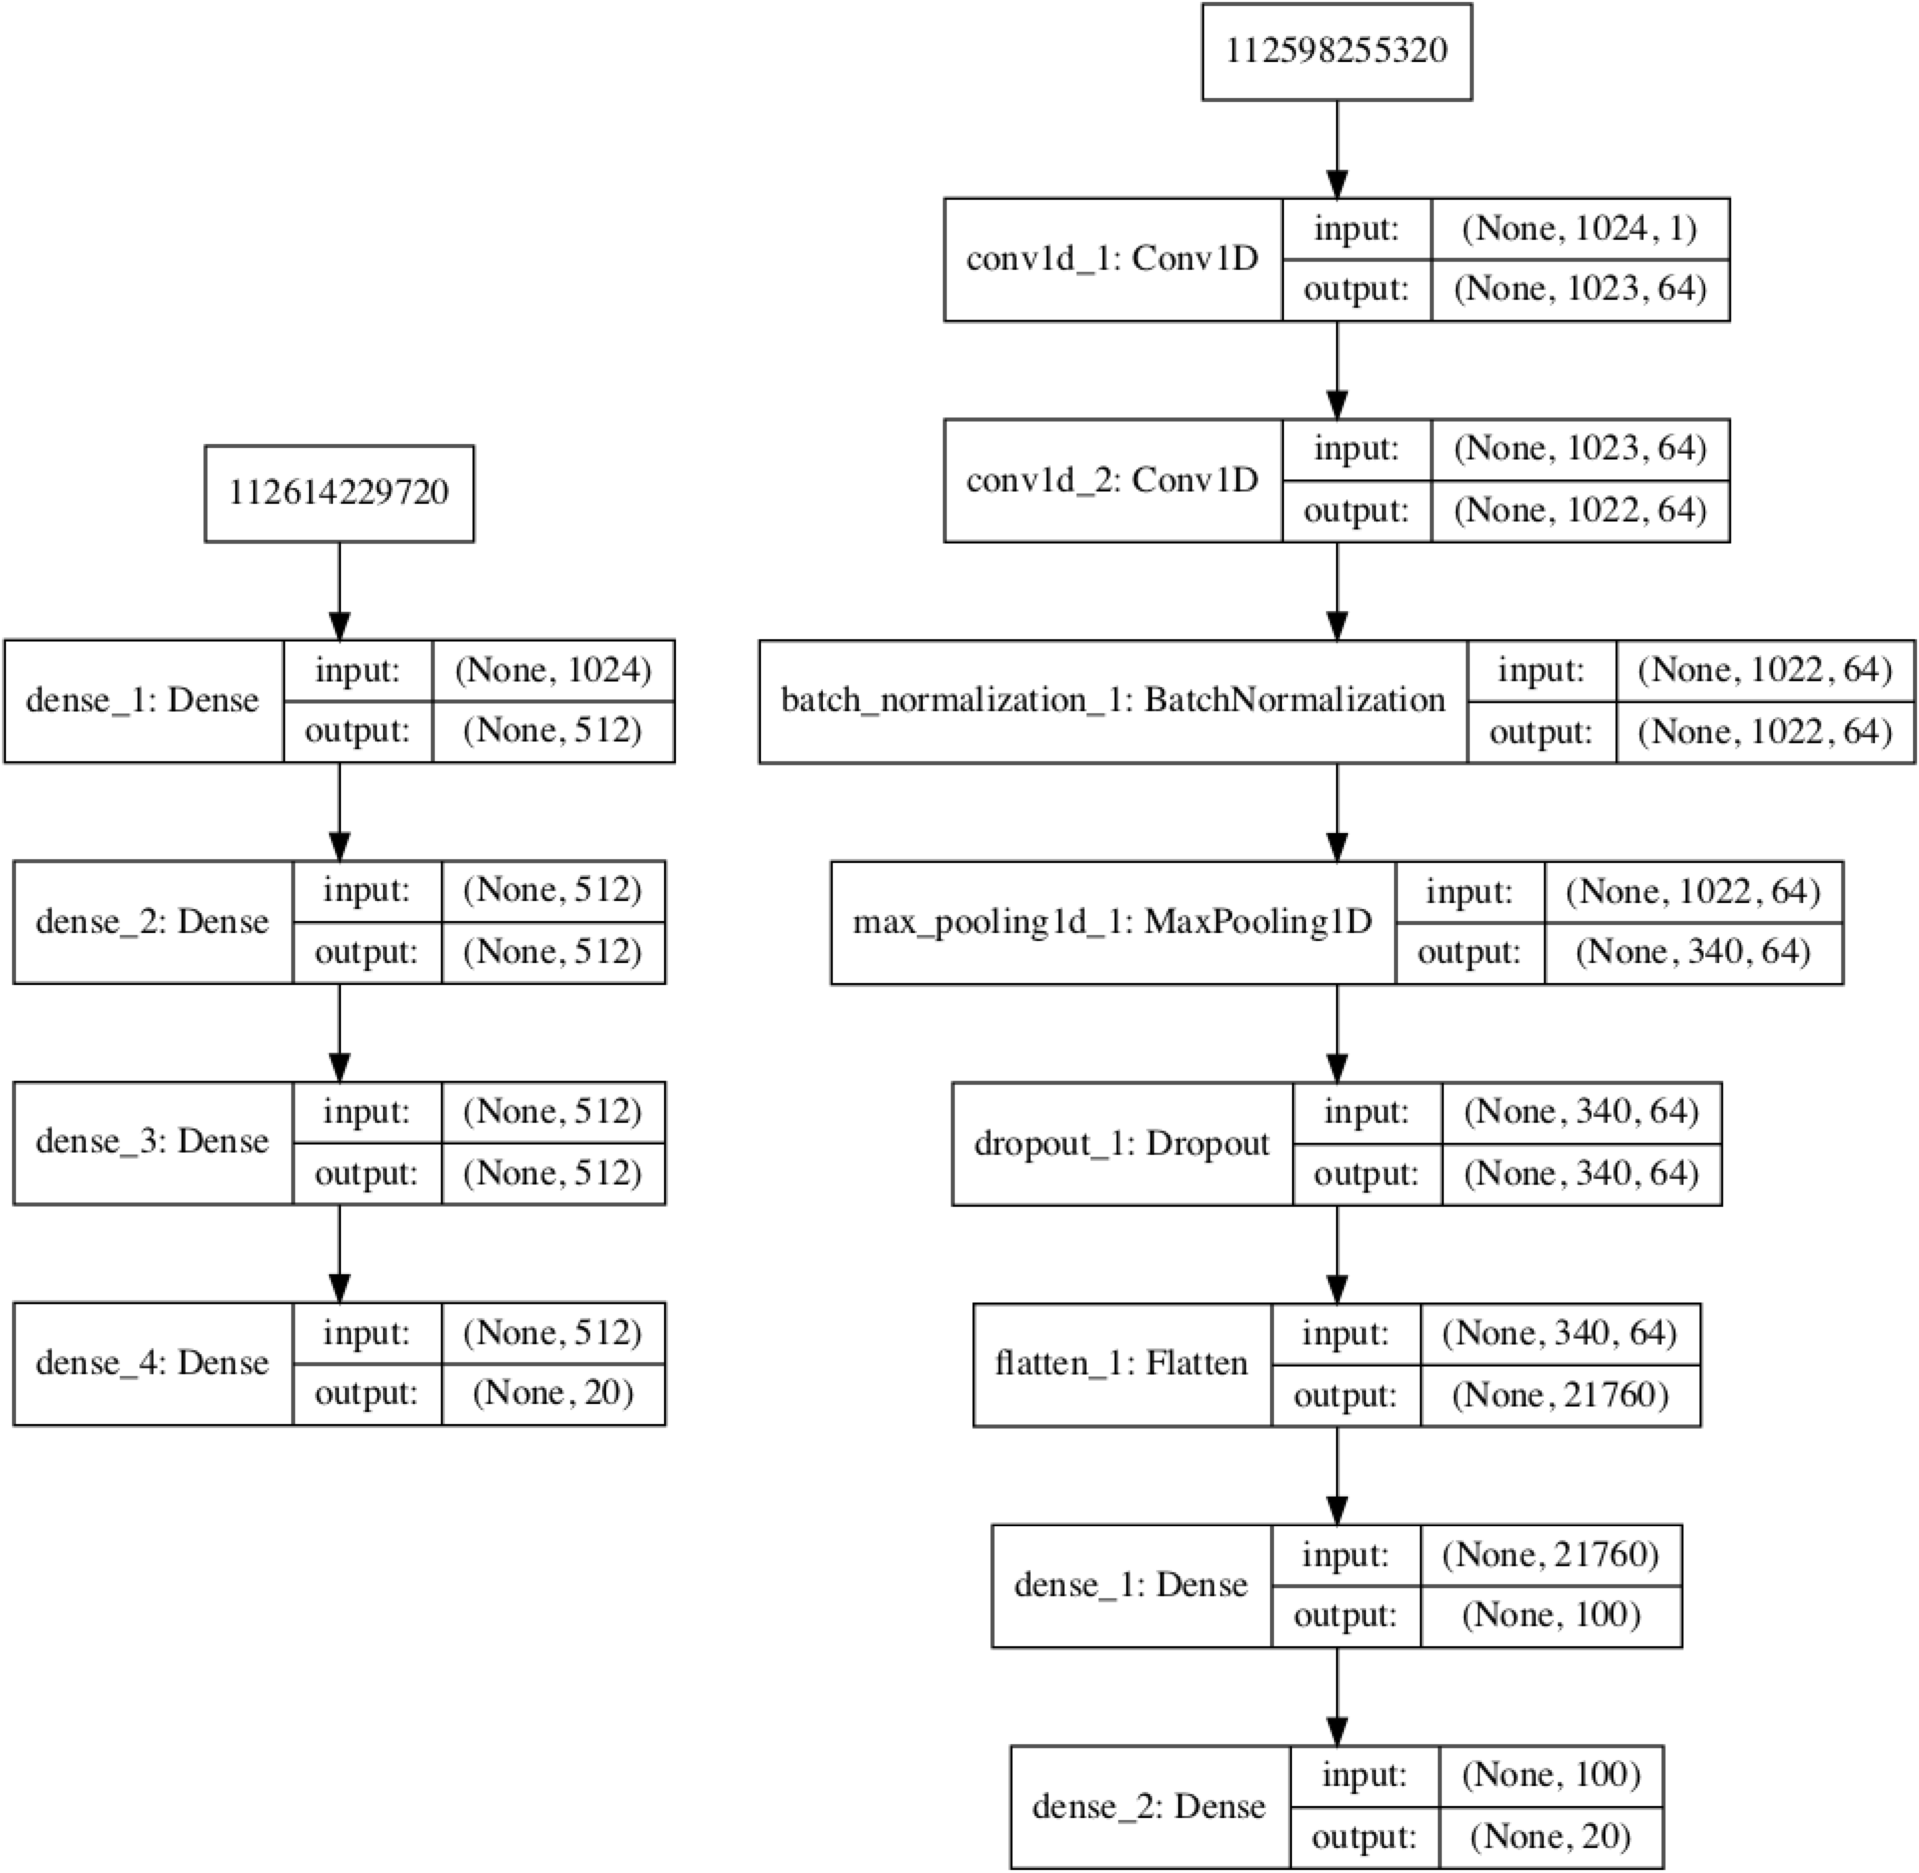 112614229720
dense_1: Dense
input:
(None, 1024)
output:
(None, 512)
dense_2: Dense
input:
(None, 512)
output:
(None, 512)
dense_3: Dense
input:
(None, 512)
output:
(None, 512)
dense_4: Dense
input:
(None, 512)
output:
(None, 20)
112598255320
conv1d_1: Conv1D
input:
(None, 1024, 1)
output:
(None, 1023, 64)
conv1d_2: Conv1D
input:
(None, 1023, 64)
output:
(None, 1022, 64)
batch_normalization_1: BatchNormalization
input:
(None, 1022, 64)
output:
(None, 1022, 64)
max_pooling1d_1: MaxPooling1D
input:
(None, 1022, 64)
output:
(None, 340, 64)
dropout_1: Dropout
input:
(None, 340, 64)
output:
(None, 340, 64)
flatten_1: Flatten
input:
(None, 340, 64)
output:
(None, 21760)
dense_1: Dense
input:
(None, 21760)
output:
(None, 100)
dense_2: Dense
input:
(None, 100)
output:
(None, 20)